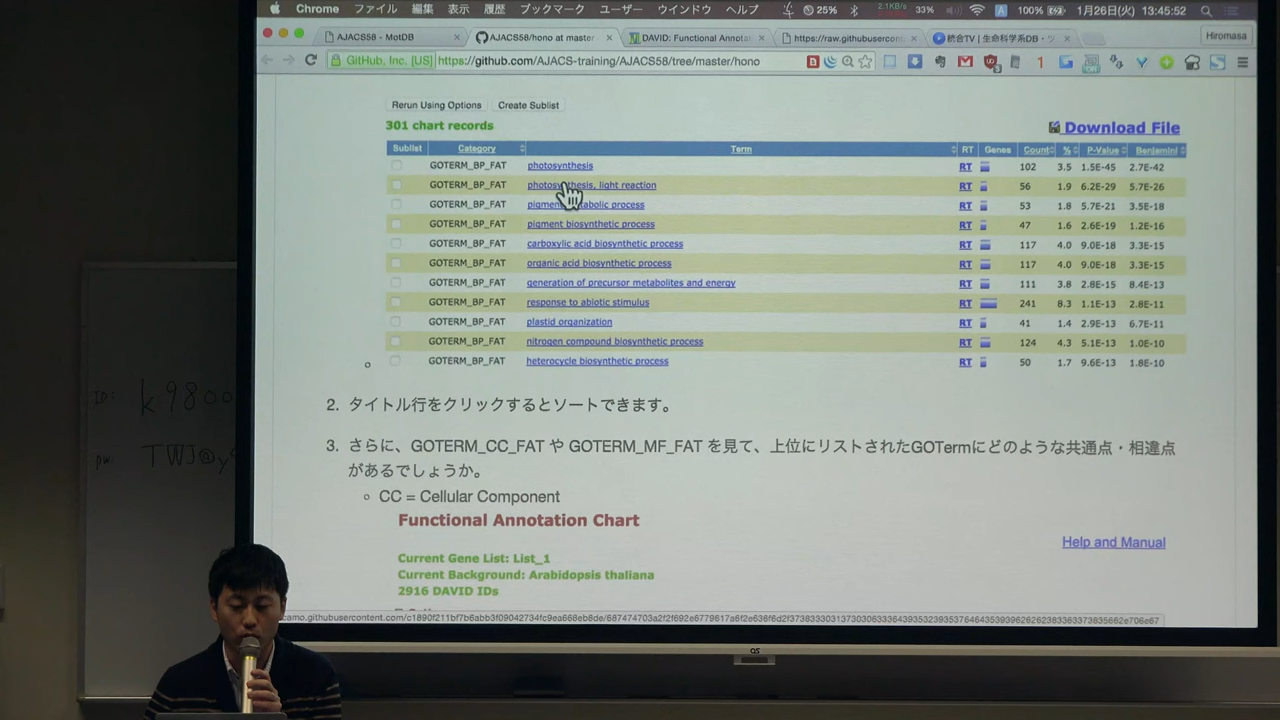 Chrome ファイル 編集 表示 履歴 ブックマーク ユーザー ウインドウ ヘルプ 25% 2.1KB/s 33% 100% 1月26日(火) 13:45:52
AJACS58 - MotDB AJACS58/hono at master DAVID: Functional Annotat https://raw.githubuserconte 統合TV | 生命科学系DB・ツ Hiromasa
GitHub, Inc. [US] https://github.com/AJACS-training/AJACS58/tree/master/hono
Rerun Using Options Create Sublist
301 chart records Download File
Sublist Category Term RT Genes Count % P-Value Benjamini
GOTERM_BP_FAT photosynthesis RT 102 3.5 1.5E-45 2.7E-42
GOTERM_BP_FAT photosynthesis, light reaction RT 56 1.9 6.2E-29 5.7E-26
GOTERM_BP_FAT process RT 53 1.8 5.7E-21 3.5E-18
GOTERM_BP_FAT pigment biosynthetic process RT 47 1.6 2.6E-19 1.2E-16
GOTERM_BP_FAT carboxylic acid biosynthetic process RT 117 4.0 9.0E-18 3.3E-15
GOTERM_BP_FAT organic acid biosynthetic process RT 117 4.0 9.0E-18 3.3E-15
GOTERM_BP_FAT generation of precursor metabolites and energy RT 111 3.8 2.8E-15 8.4E-13
GOTERM_BP_FAT response to abiotic stimulus RT 241 8.3 1.1E-13 2.8E-11
GOTERM_BP_FAT plastid organization RT 41 1.4 2.9E-13 6.7E-11
GOTERM_BP_FAT nitrogen compound biosynthetic process RT 124 4.3 5.1E-13 1.0E-10
GOTERM_BP_FAT heterocycle biosynthetic process RT 50 1.7 9.6E-13 1.8E-10
2. タイトル行をクリックするとソートできます。
3. さらに、GOTERM_CC_FAT や GOTERM_MF_FAT を見て、上位にリストされたGOTermにどのような共通点・相違点
があるでしょうか。
CC = Cellular Component
Functional Annotation Chart
Help and Manual
Current Gene List: List_1
Current Background: Arabidopsis thaliana
2916 DAVID IDs
ID: k9800
pw. TWJ@y